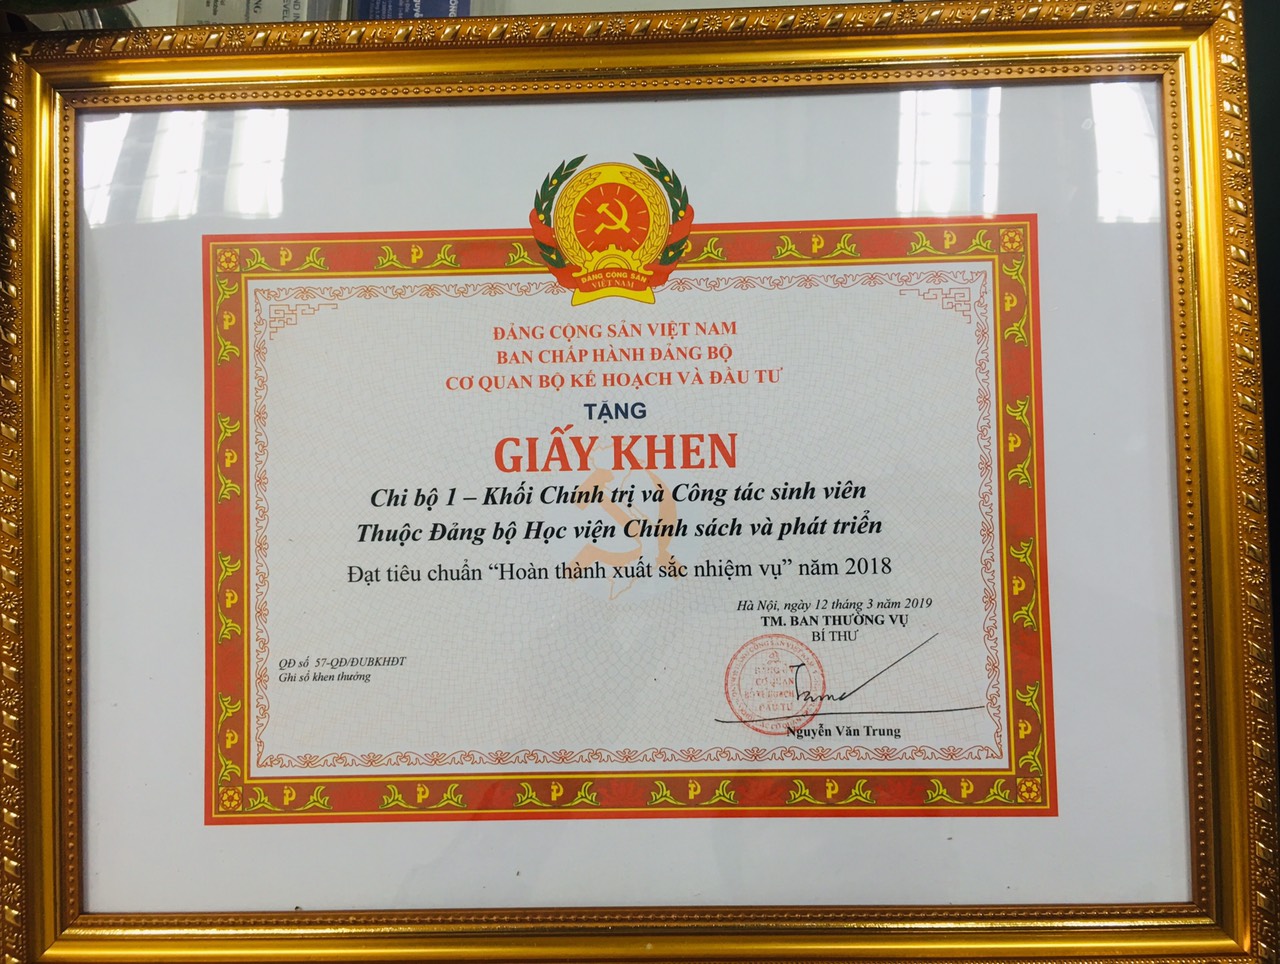 ĐẢNG CỘNG SẢN
VIỆT NAM
ĐẢNG CỘNG SẢN VIỆT NAM
BAN CHẤP HÀNH ĐẢNG BỘ
CƠ QUAN BỘ KẾ HOẠCH VÀ ĐẦU TƯ
TẶNG
GIẤY KHEN
Chi bộ 1 – Khối Chính trị và Công tác sinh viên
Thuộc Đảng bộ Học viện Chính sách và phát triển
Đạt tiêu chuẩn “Hoàn thành xuất sắc nhiệm vụ” năm 2018
Hà Nội, ngày 12 tháng 3 năm 2019
TM. BAN THƯỜNG VỤ
BÍ THƯ
QĐ số 57-QĐ/ĐUBKHĐT
Ghi sổ khen thưởng
Nguyễn Văn Trung